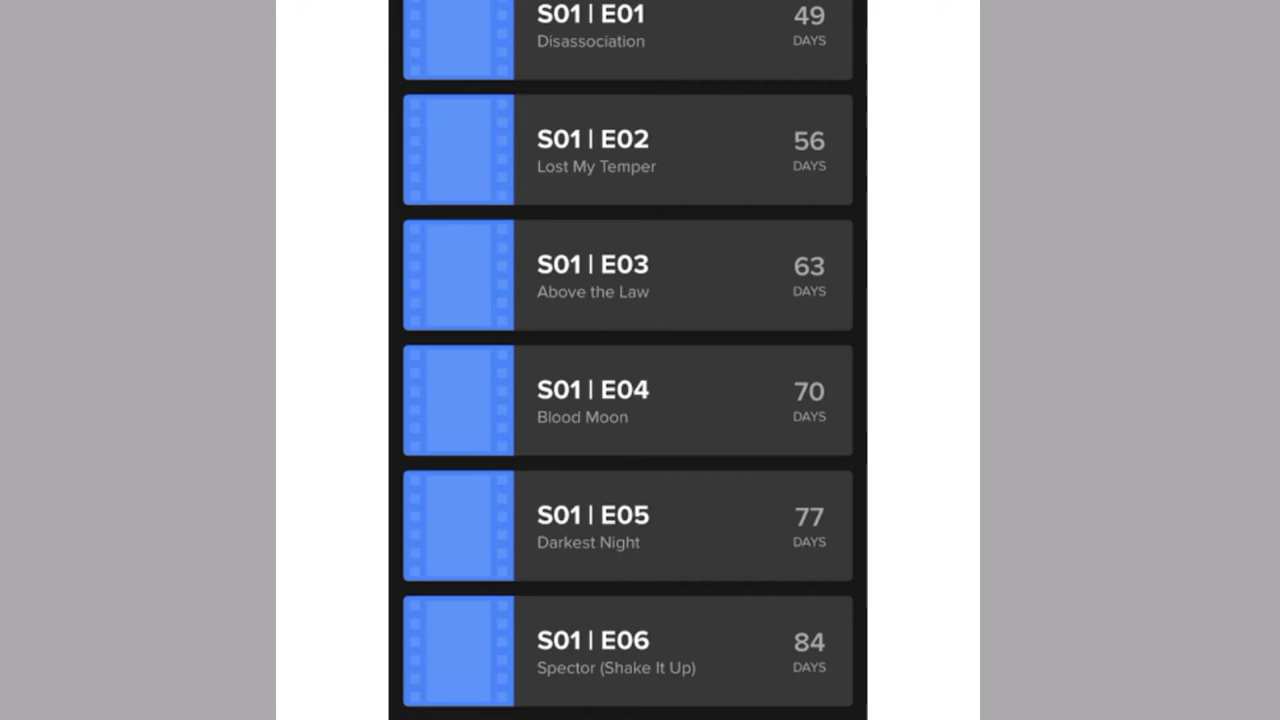 S01 | E01
49
Disassociation
DAYS
S01 | E02
56
Lost My Temper
DAYS
S01 | E03
63
Above the Law
DAYS
S01 | E04
70
Blood Moon
DAYS
S01 | E05
77
Darkest Night
DAYS
S01 | E06
84
Spector (Shake It Up)
DAYS